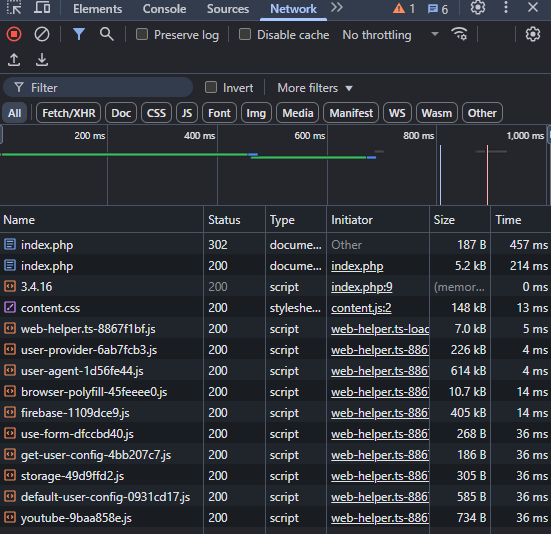 Elements Console Sources Network 1 6
Preserve log Disable cache No throttling
Filter Invert More filters
All Fetch/XHR Doc CSS JS Font Img Media Manifest WS Wasm Other
200 ms 400 ms 600 ms 800 ms 1,000 ms
Name Status Type Initiator Size Time
index.php 302 docume... Other 187 B 457 ms
index.php 200 docume... index.php 5.2 kB 214 ms
3.4.16 200 script index.php:9 (memor... 0 ms
content.css 200 styleshe... content.js:2 148 kB 13 ms
web-helper.ts-8867f1bf.js 200 script web-helper.ts-load 7.0 kB 5 ms
user-provider-6ab7fcb3.js 200 script web-helper.ts-8867 226 kB 4 ms
user-agent-1d56fe44.js 200 script web-helper.ts-8867 614 kB 4 ms
browser-polyfill-45feeee0.js 200 script web-helper.ts-8867 10.7 kB 14 ms
firebase-1109dce9.js 200 script web-helper.ts-8867 405 kB 14 ms
use-form-dfccbd40.js 200 script web-helper.ts-8867 268 B 36 ms
get-user-config-4bb207c7.js 200 script web-helper.ts-8867 186 B 36 ms
storage-49d9ffd2.js 200 script web-helper.ts-8867 305 B 36 ms
default-user-config-0931cd17.js 200 script web-helper.ts-8867 585 B 36 ms
youtube-9baa858e.js 200 script web-helper.ts-8867 734 B 36 ms